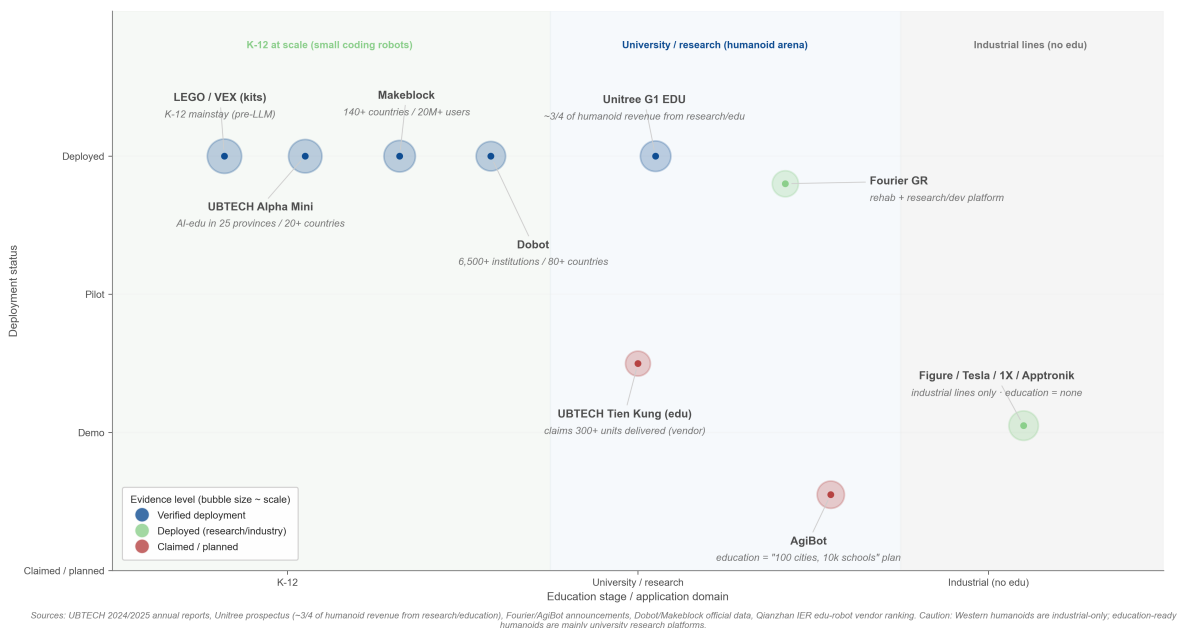 K-12 at scale (small coding robots)
University / research (humanoid arena)
Industrial lines (no edu)
LEGO / VEX (kits)
K-12 mainstay (pre-LLM)
Makeblock
140+ countries / 20M+ users
Unitree G1 EDU
~3/4 of humanoid revenue from research/edu
Deployed
Fourier GR
rehab + research/dev platform
UBTECH Alpha Mini
AI-edu in 25 provinces / 20+ countries
Dobot
6,500+ institutions / 80+ countries
Deployment status
Pilot
Figure / Tesla / 1X / Apptronik
industrial lines only · education = none
UBTECH Tien Kung (edu)
claims 300+ units delivered (vendor)
Demo
Evidence level (bubble size ~ scale)
Verified deployment
Deployed (research/industry)
Claimed / planned
AgiBot
education = "100 cities, 10k schools" plan
Claimed / planned
K-12
University / research
Industrial (no edu)
Education stage / application domain
Sources: UBTECH 2024/2025 annual reports, Unitree prospectus (~3/4 of humanoid revenue from research/education), Fourier/AgiBot announcements, Dobot/Makeblock official data, Qianzhan IER edu-robot vendor ranking. Caution: Western humanoids are industrial-only; education-ready
humanoids are mainly university research platforms.